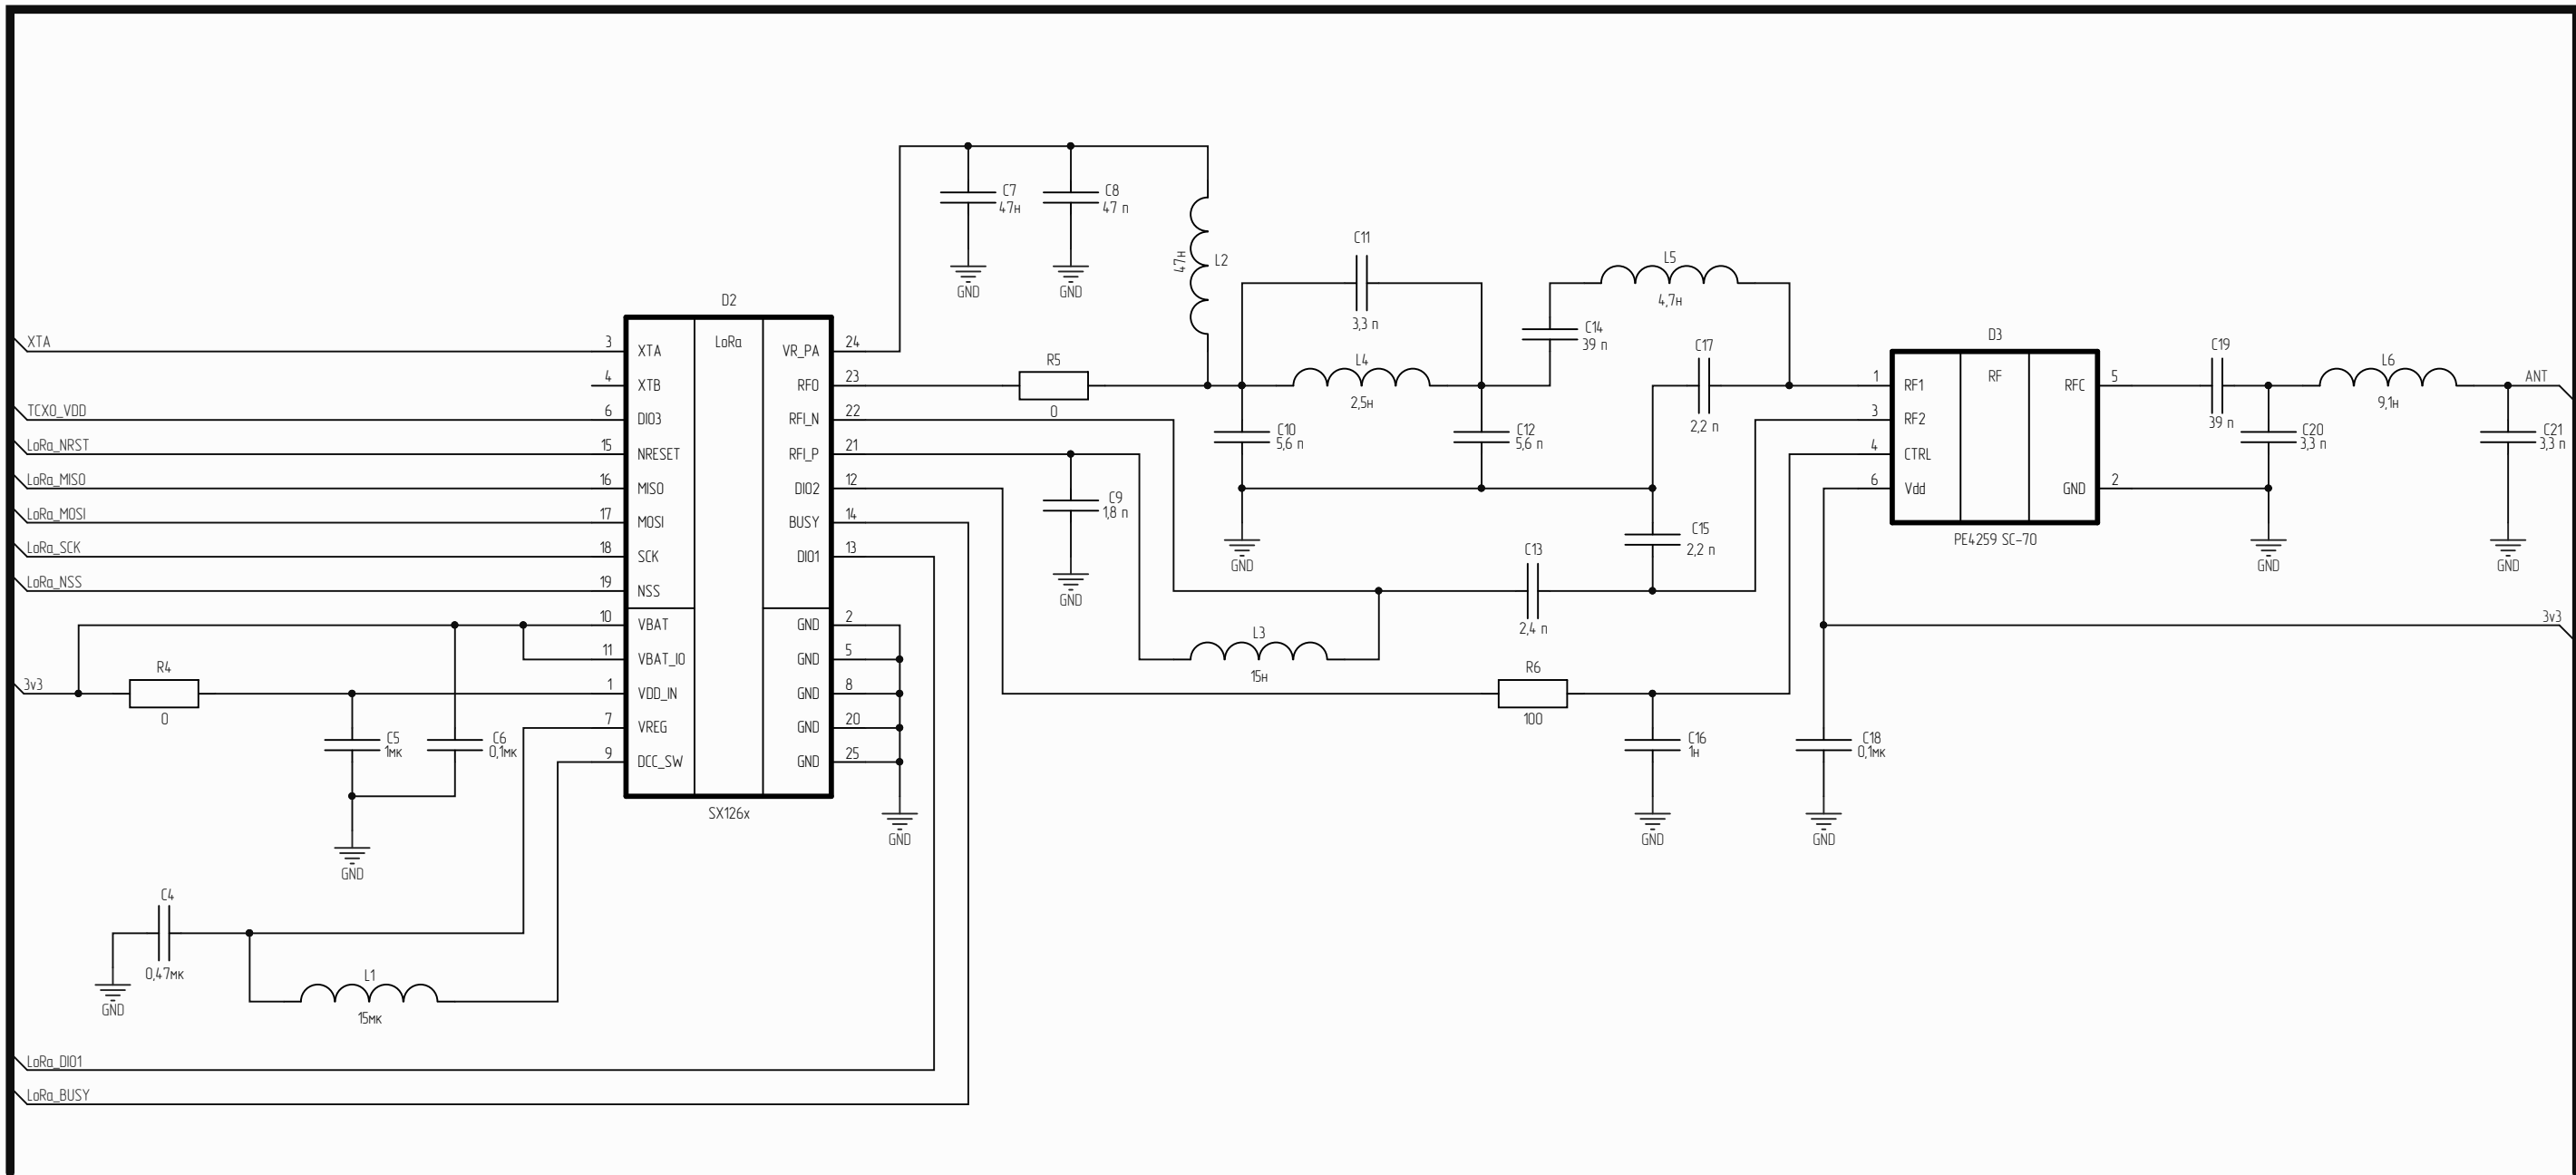 C7
47н
C8
47 п
GND
GND
47н
L2
C11
3,3 п
L5
4,7н
C14
39 п
D2
D3
XTA
3
XTA
LoRa
VR_PA
24
4
XTB
RFO
23
R5
0
L4
2,5н
C17
2,2 п
1
RF1
RF
RFC
5
C19
39 п
L6
9,1н
ANT
TCXO_VDD
6
DIO3
RFI_N
22
3
RF2
C10
5,6 п
C12
5,6 п
C20
3,3 п
C21
3,3 п
LoRa_NRST
15
NRESET
RFI_P
21
4
CTRL
LoRa_MISO
16
MISO
DIO2
12
C9
1,8 п
6
Vdd
GND
2
LoRa_MOSI
17
MOSI
BUSY
14
C15
2,2 п
LoRa_SCK
18
SCK
DIO1
13
C13
2,4 п
PE4259 SC-70
GND
GND
GND
GND
LoRa_NSS
19
NSS
10
VBAT
GND
2
3v3
L3
15н
11
VBAT_IO
GND
5
3v3
R4
0
1
VDD_IN
GND
8
R6
100
7
VREG
GND
20
C5
1мк
C6
0,1мк
C16
1н
C18
0,1мк
9
DCC_SW
GND
25
SX126x
GND
GND
GND
GND
C4
0,47мк
GND
L1
15мк
LoRa_DIO1
LoRa_BUSY